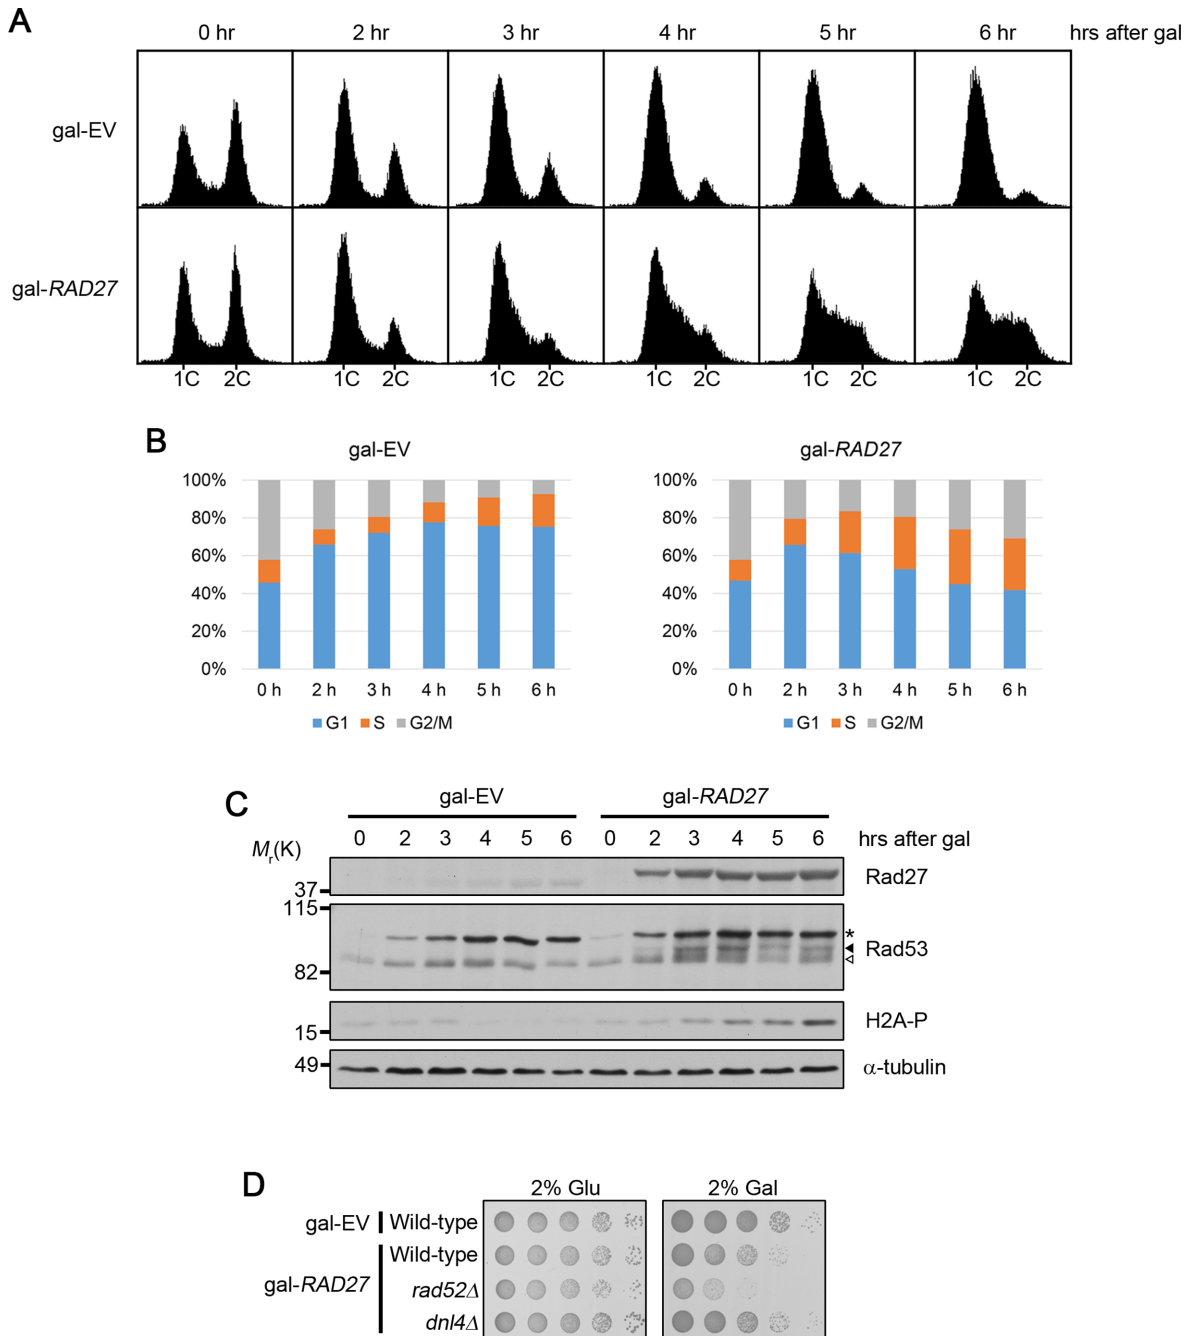 A
0 hr 2 hr 3 hr 4 hr 5 hr 6 hr hrs after gal
gal-EV
gal-RAD27
1C 2C 1C 2C 1C 2C 1C 2C 1C 2C 1C 2C
B
gal-EV
100%
80%
60%
40%
20%
0%
0 h 2 h 3 h 4 h 5 h 6 h
G1 S G2/M
gal-RAD27
100%
80%
60%
40%
20%
0%
0 h 2 h 3 h 4 h 5 h 6 h
G1 S G2/M
C
gal-EV gal-RAD27
0 2 3 4 5 6 0 2 3 4 5 6 hrs after gal
Mr(K)
37 Rad27
115
* Rad53
82
15 H2A-P
49 α-tubulin
D
2% Glu 2% Gal
gal-EV Wild-type
gal-RAD27 Wild-type
rad52Δ
dnl4Δ